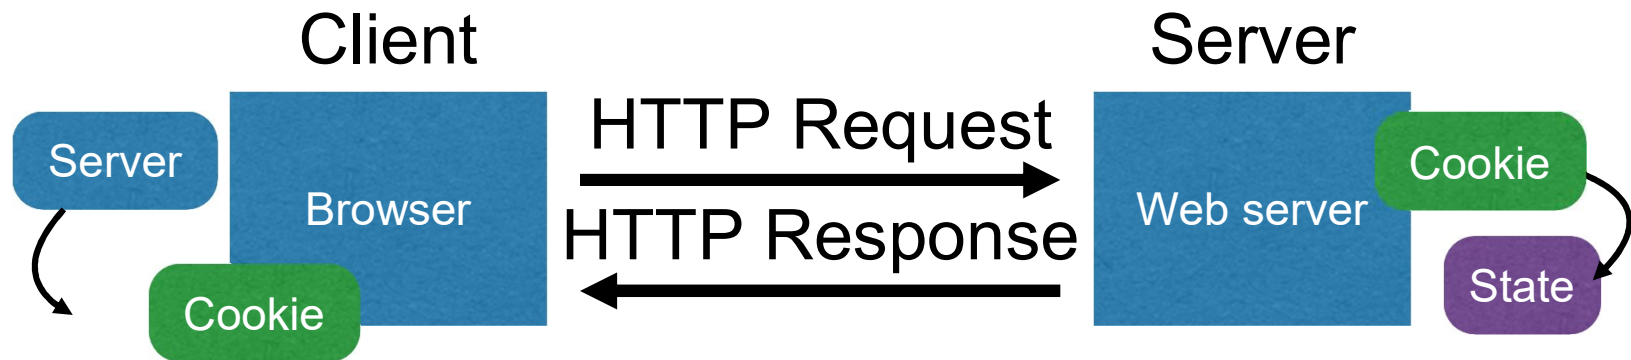 Client
Server
Server
Browser
Cookie
HTTP Request
HTTP Response
Web server
Cookie
State